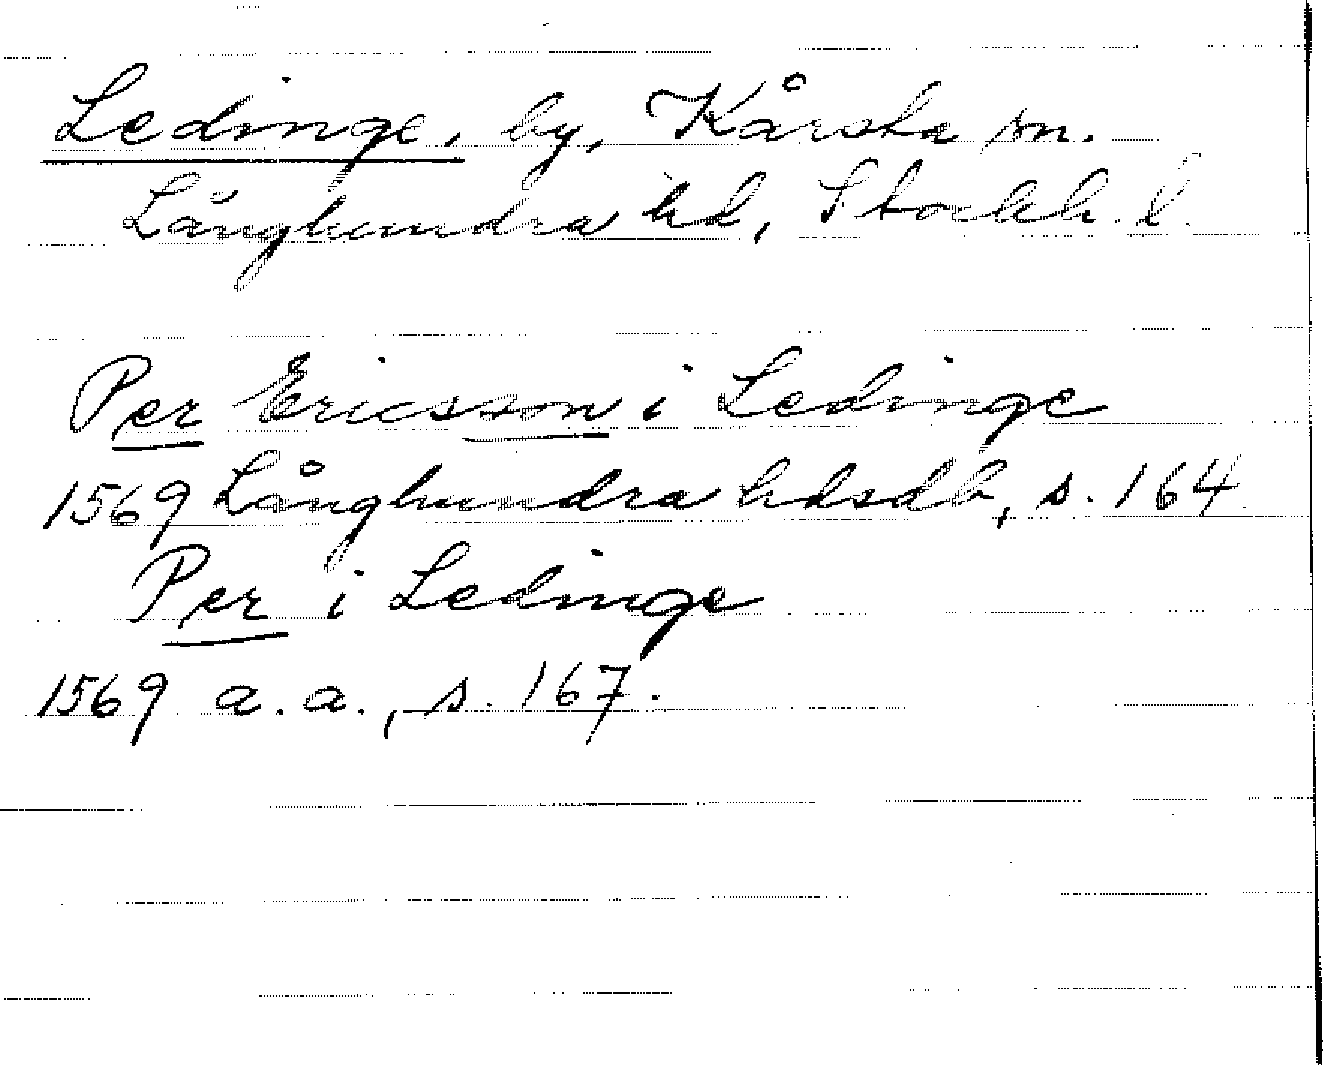 Ledinge, by, Kårsta sn.
Långhundra hd, Stockh. l.
Per Ericsson i Ledinge
1569 Långhundra hdsdb, s. 164
Per i Ledinge
1569 a. a., s. 167.